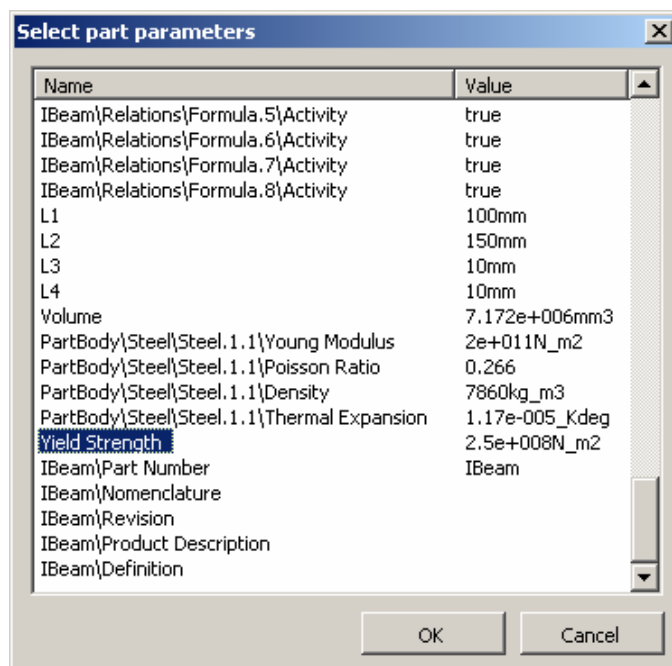 Select part parameters
Name Value
IBeam\Relations\Formula.5\Activity true
IBeam\Relations\Formula.6\Activity true
IBeam\Relations\Formula.7\Activity true
IBeam\Relations\Formula.8\Activity true
L1 100mm
L2 150mm
L3 10mm
L4 10mm
Volume 7.172e+006mm3
PartBody\Steel\Steel.1.1\Young Modulus 2e+011N_m2
PartBody\Steel\Steel.1.1\Poisson Ratio 0.266
PartBody\Steel\Steel.1.1\Density 7860kg_m3
PartBody\Steel\Steel.1.1\Thermal Expansion 1.17e-005_Kdeg
Yield Strength 2.5e+008N_m2
IBeam\Part Number IBeam
IBeam\Nomenclature
IBeam\Revision
IBeam\Product Description
IBeam\Definition
OK Cancel